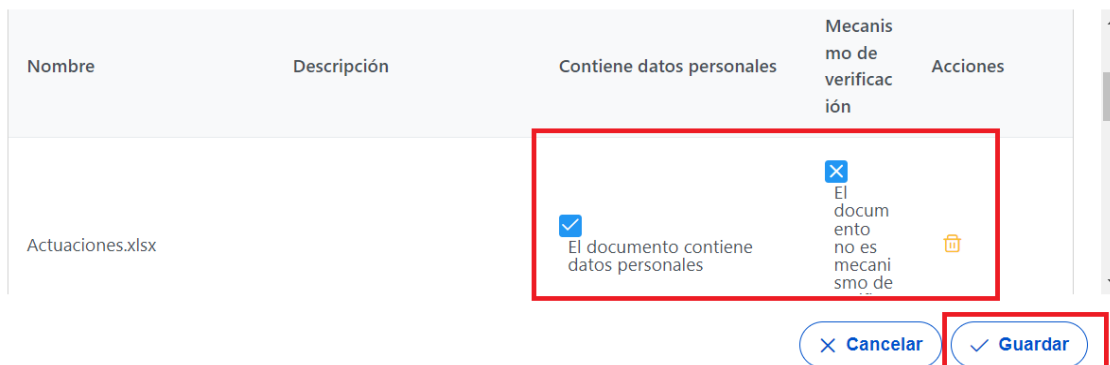 Nombre
Descripción
Contiene datos personales
Mecanis
mo de
verificac
ión
Acciones
Actuaciones.xlsx
El documento contiene
datos personales
El
docum
ento
no es
mecani
smo de
Cancelar
Guardar